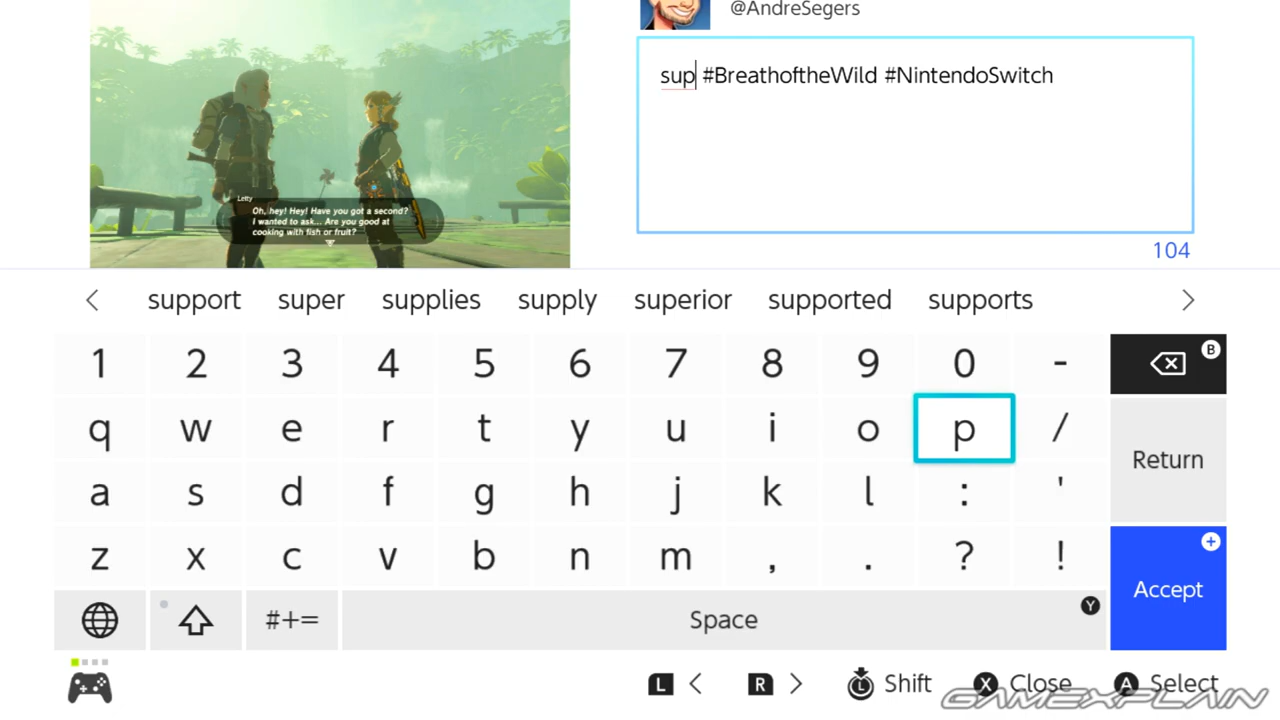 @AndreSegers
sup #BreathoftheWild #NintendoSwitch
104
Letty
Oh, hey! Hey! Have you got a second?
I wanted to ask... Are you good at
cooking with fish or fruit?
< support super supplies supply superior supported supports >
1 2 3 4 5 6 7 8 9 0 - B
q w e r t y u i o p / Return
a s d f g h j k l : '
z x c v b n m , . ? ! + Accept
#+= Space Y
L < R > L Shift X Close A Select
GAMEXPLAIN